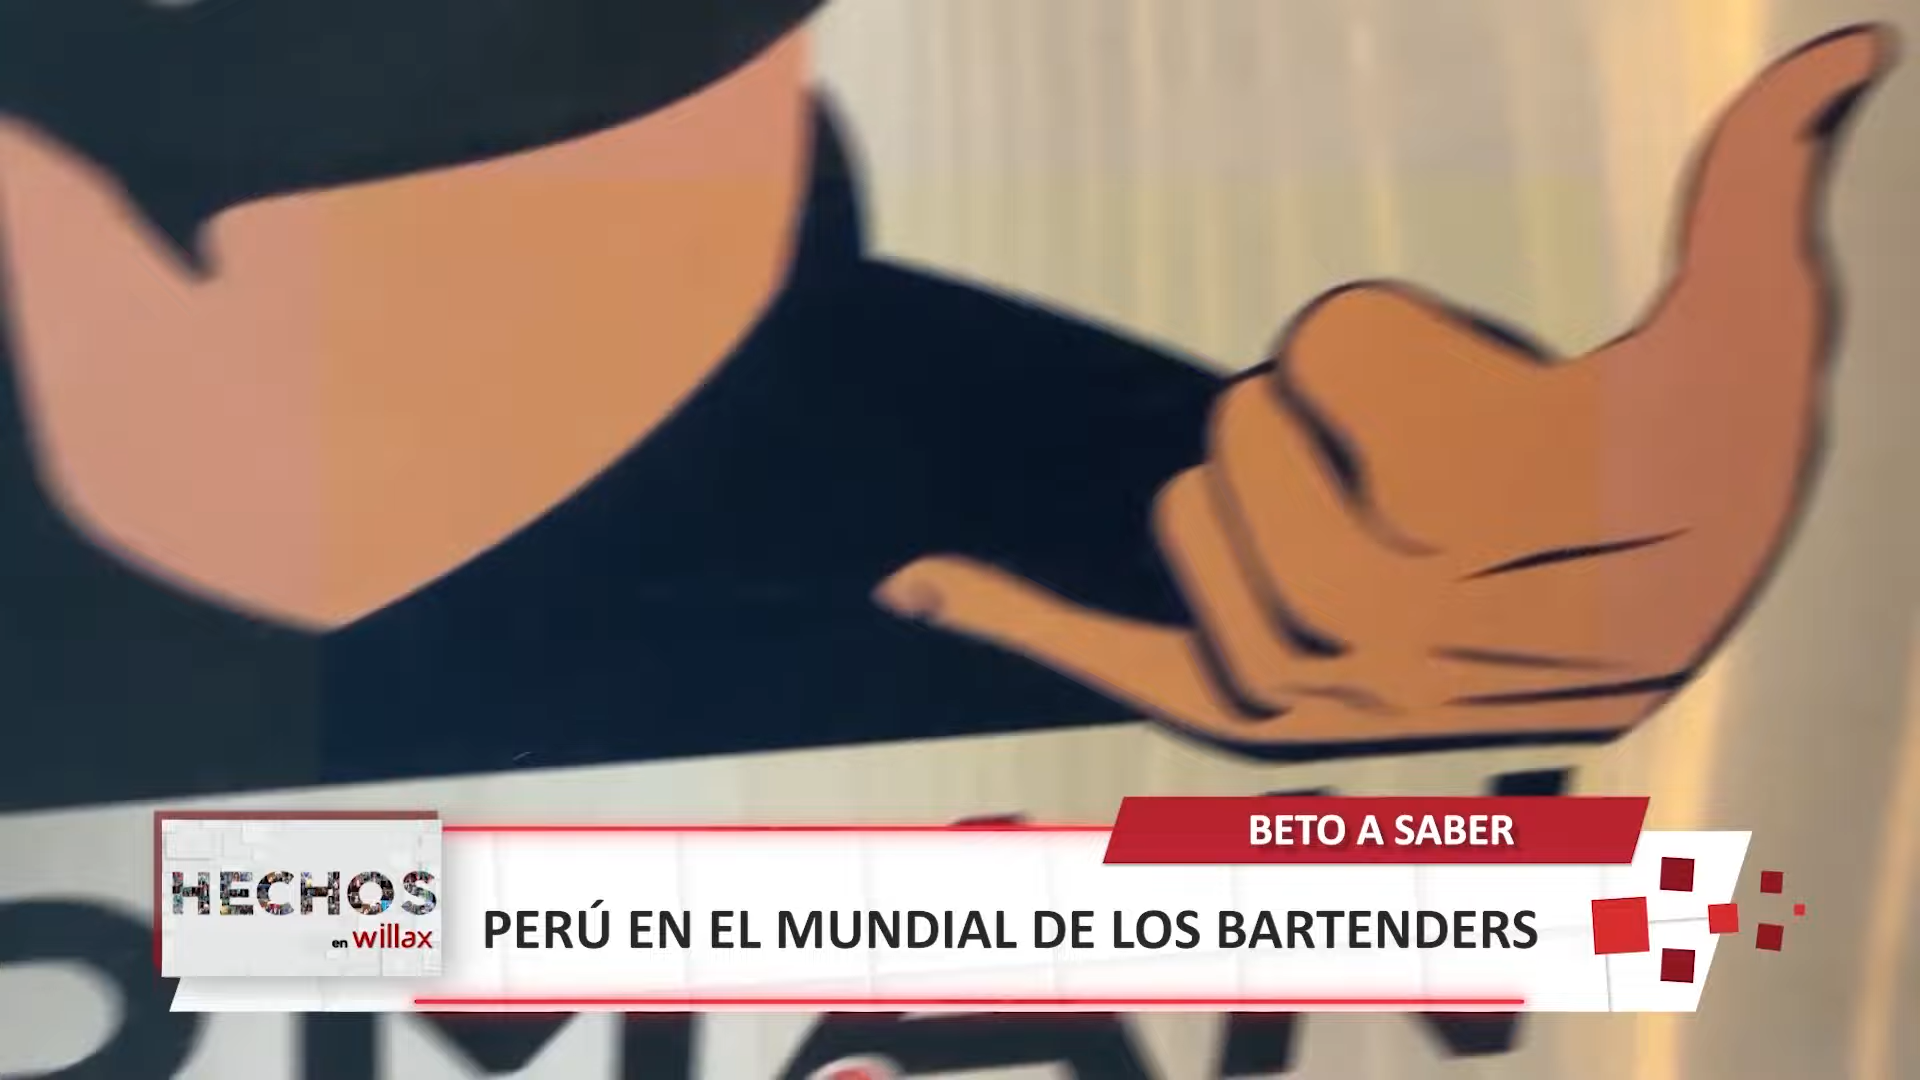 BETO A SABER
HECHOS
en willax
PERÚ EN EL MUNDIAL DE LOS BARTENDERS